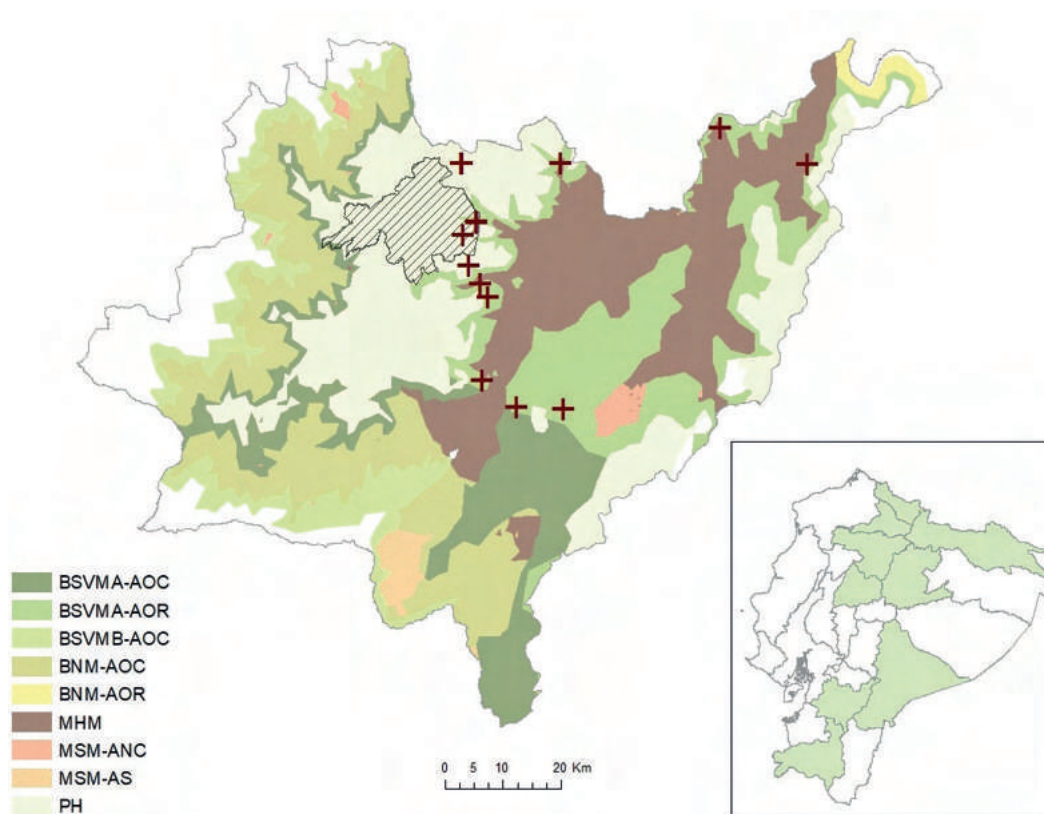 BSVMA-AOC
BSVMA-AOR
BSVMB-AOC
BNM-AOC
BNM-AOR
MHM
MSM-ANC
MSM-AS
PH
0 5 10 20 Km